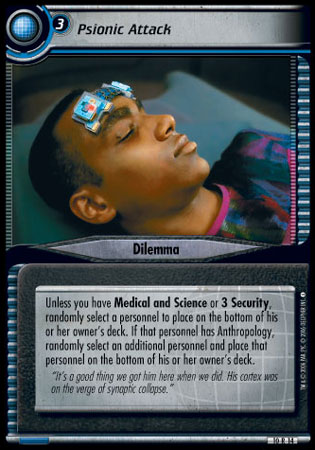 3
Psionic Attack
Dilemma
Unless you have Medical and Science or 3 Security,
randomly select a personnel to place on the bottom of his
or her owner's deck. If that personnel has Anthropology,
randomly select an additional personnel and place that
personnel on the bottom of his or her owner's deck.
"It's a good thing we got him here when we did. His cortex was
on the verge of synaptic collapse."
10 R 14